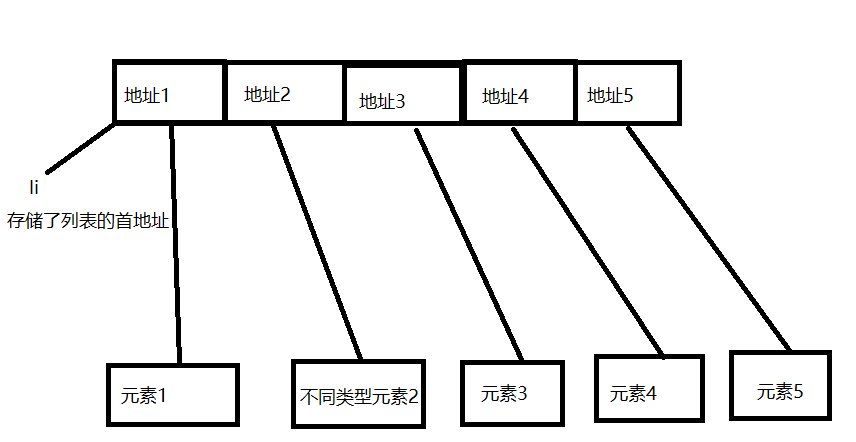 地址1
地址2
地址3
地址4
地址5
li
存储了列表的首地址
元素1
不同类型元素2
元素3
元素4
元素5